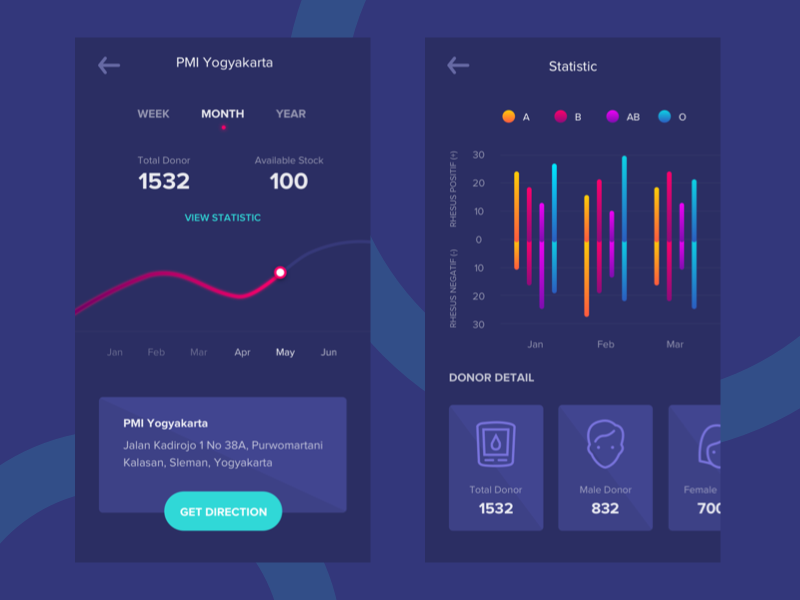 PMI Yogyakarta
WEEK MONTH YEAR
Total Donor Available Stock
1532 100
VIEW STATISTIC
Jan Feb Mar Apr May Jun
PMI Yogyakarta
Jalan Kadirojo 1 No 38A, Purwomartani
Kalasan, Sleman, Yogyakarta
GET DIRECTION
Statistic
A B AB O
RHESUS POSITIF (+)
RHESUS NEGATIF (-)
30
20
10
0
10
20
30
Jan Feb Mar
DONOR DETAIL
Total Donor Male Donor Female
1532 832 700